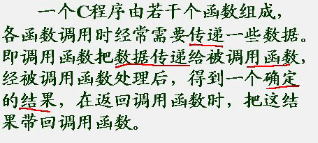 一个C程序由若干个函数组成，
各函数调用时经常需要传递一些数据。
即调用函数把数据传递给被调用函数，
经被调用函数处理后，得到一个确定
的结果，在返回调用函数时，把这结
果带回调用函数。